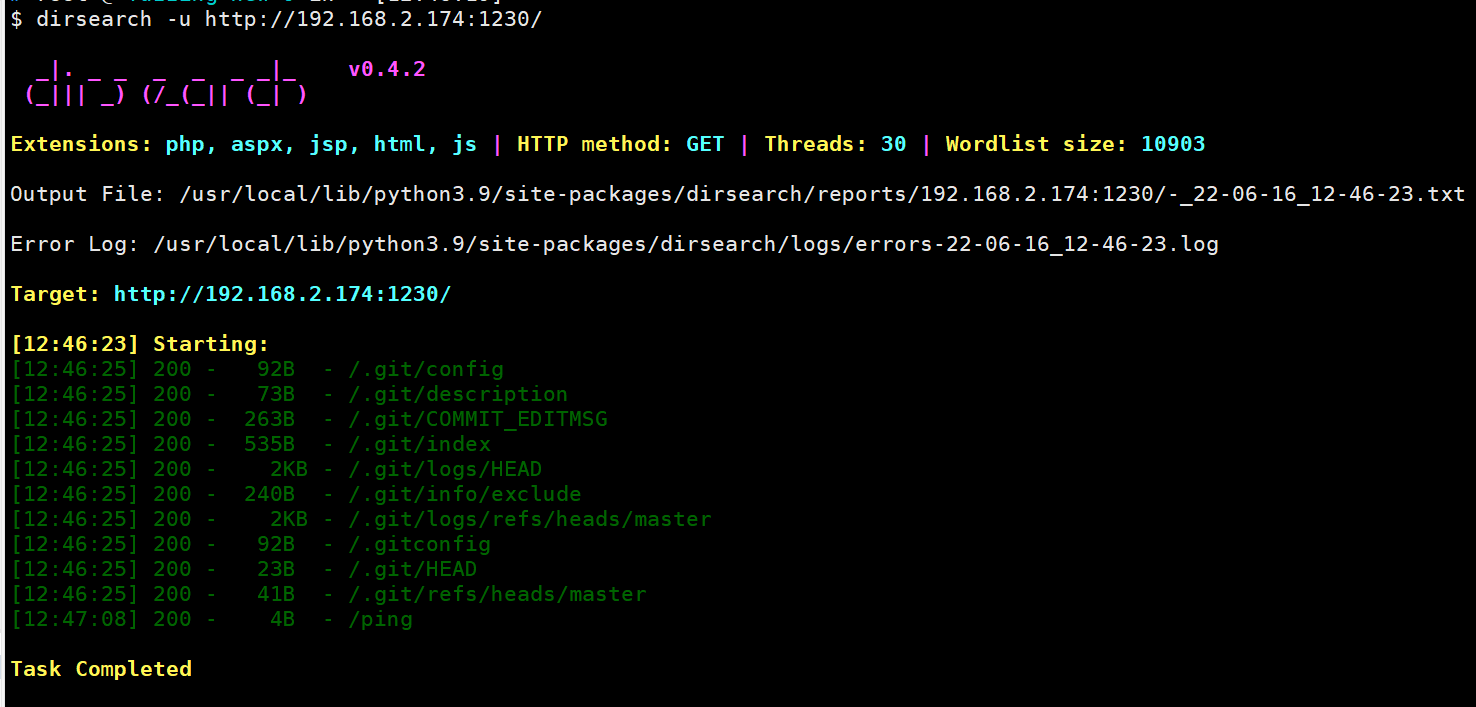 $ dirsearch -u http://192.168.2.174:1230/
  _|. _ _  _  _  _ _|_    v0.4.2
 (_||| _) (/_(_|| (_| )
Extensions: php, aspx, jsp, html, js | HTTP method: GET | Threads: 30 | Wordlist size: 10903
Output File: /usr/local/lib/python3.9/site-packages/dirsearch/reports/192.168.2.174:1230/-_22-06-16_12-46-23.txt
Error Log: /usr/local/lib/python3.9/site-packages/dirsearch/logs/errors-22-06-16_12-46-23.log
Target: http://192.168.2.174:1230/
[12:46:23] Starting:
[12:46:25] 200 -   92B  - /.git/config
[12:46:25] 200 -   73B  - /.git/description
[12:46:25] 200 -  263B  - /.git/COMMIT_EDITMSG
[12:46:25] 200 -  535B  - /.git/index
[12:46:25] 200 -    2KB - /.git/logs/HEAD
[12:46:25] 200 -  240B  - /.git/info/exclude
[12:46:25] 200 -    2KB - /.git/logs/refs/heads/master
[12:46:25] 200 -   92B  - /.gitconfig
[12:46:25] 200 -   23B  - /.git/HEAD
[12:46:25] 200 -   41B  - /.git/refs/heads/master
[12:47:08] 200 -    4B  - /ping
Task Completed